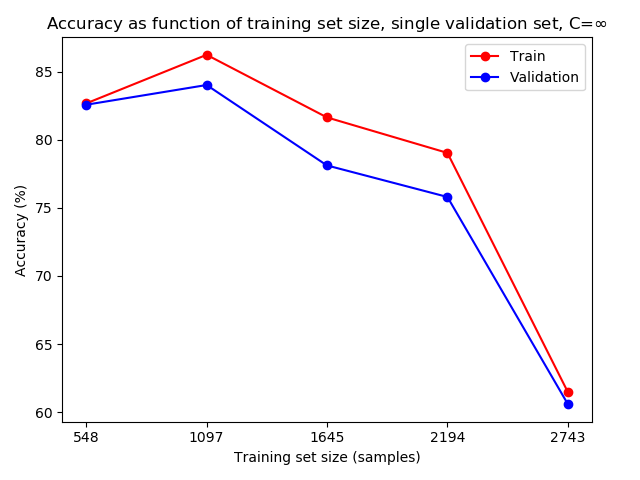 Accuracy as function of training set size, single validation set, C=∞
Train
Validation
85
80
75
70
65
60
Accuracy (%)
548 1097 1645 2194 2743
Training set size (samples)